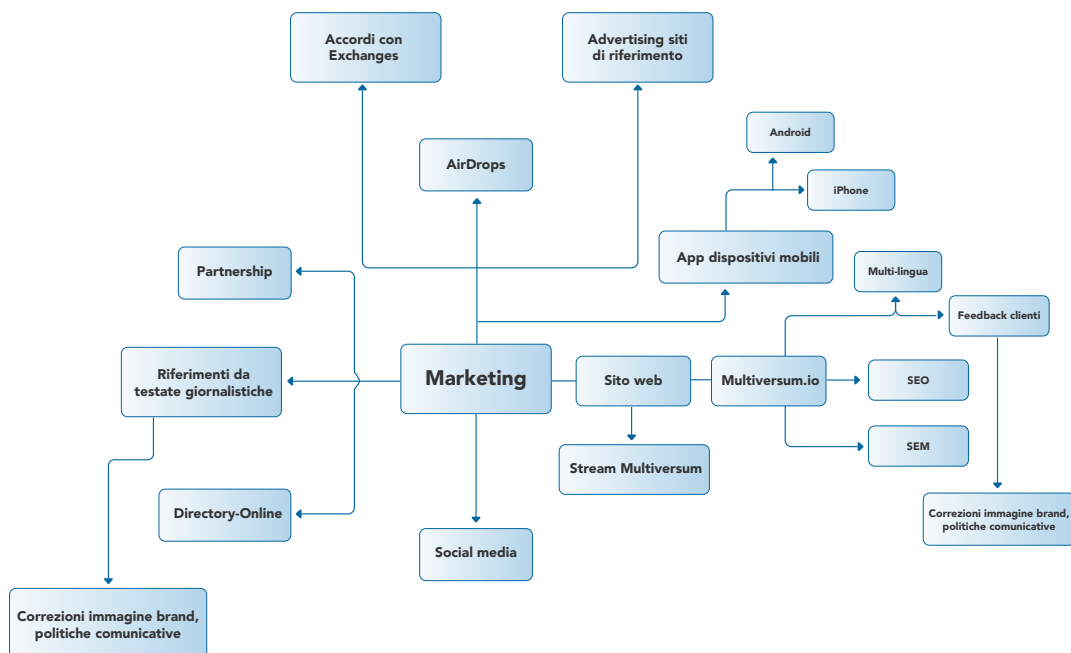 Accordi con
Exchanges
Advertising siti
di riferimento
Android
AirDrops
iPhone
App dispositivi mobili
Partnership
Multi-lingua
Feedback clienti
Riferimenti da
testate giornalistiche
Marketing
Sito web
Multiversum.io
SEO
SEM
Stream Multiversum
Directory-Online
Correzioni immagine brand,
politiche comunicative
Social media
Correzioni immagine brand,
politiche comunicative